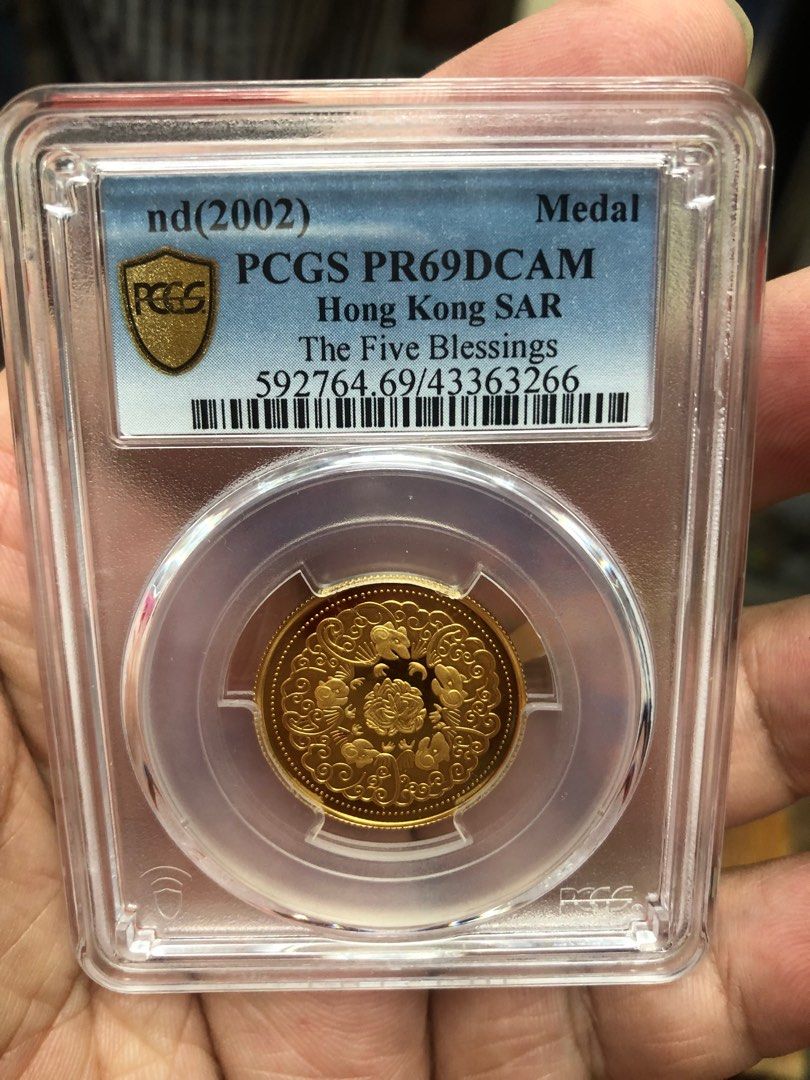 nd(2002) Medal
PCGS PCGS PR69DCAM
Hong Kong SAR
The Five Blessings
592764.69/43363266
PCGS